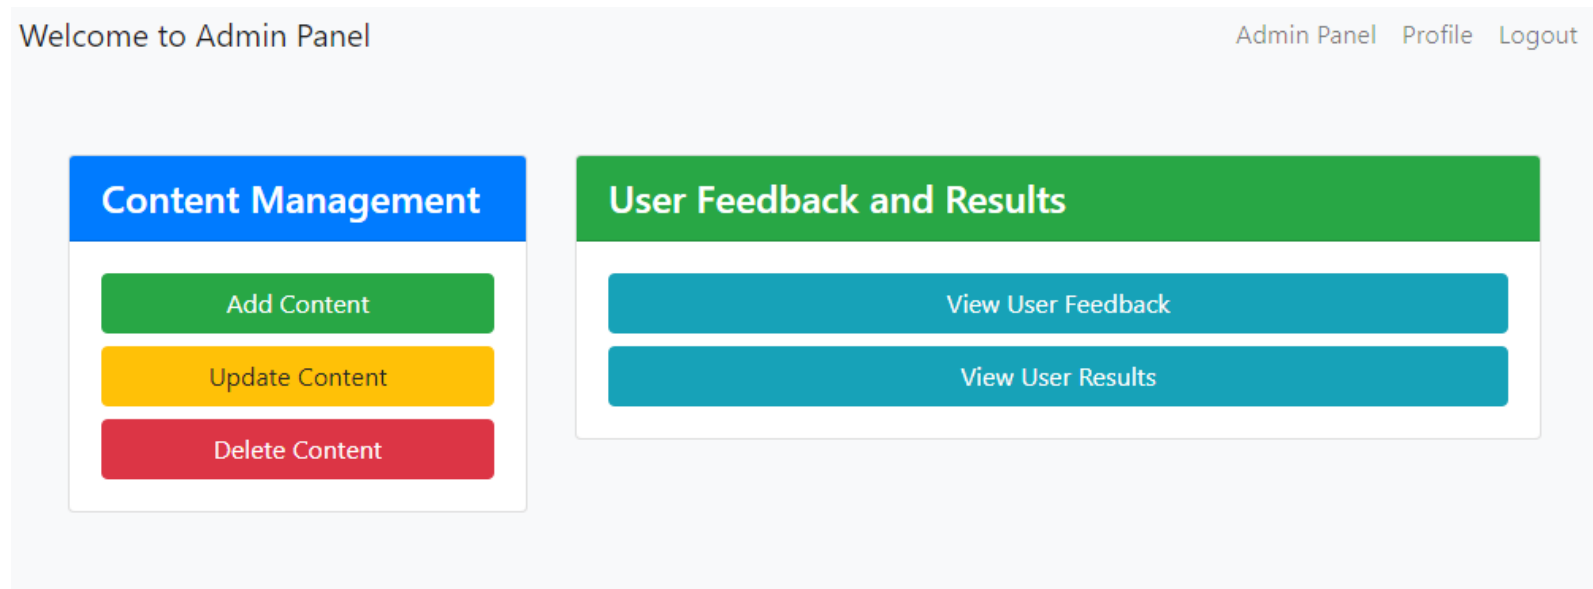 Welcome to Admin Panel
Admin Panel Profile Logout
Content Management
Add Content
Update Content
Delete Content
User Feedback and Results
View User Feedback
View User Results